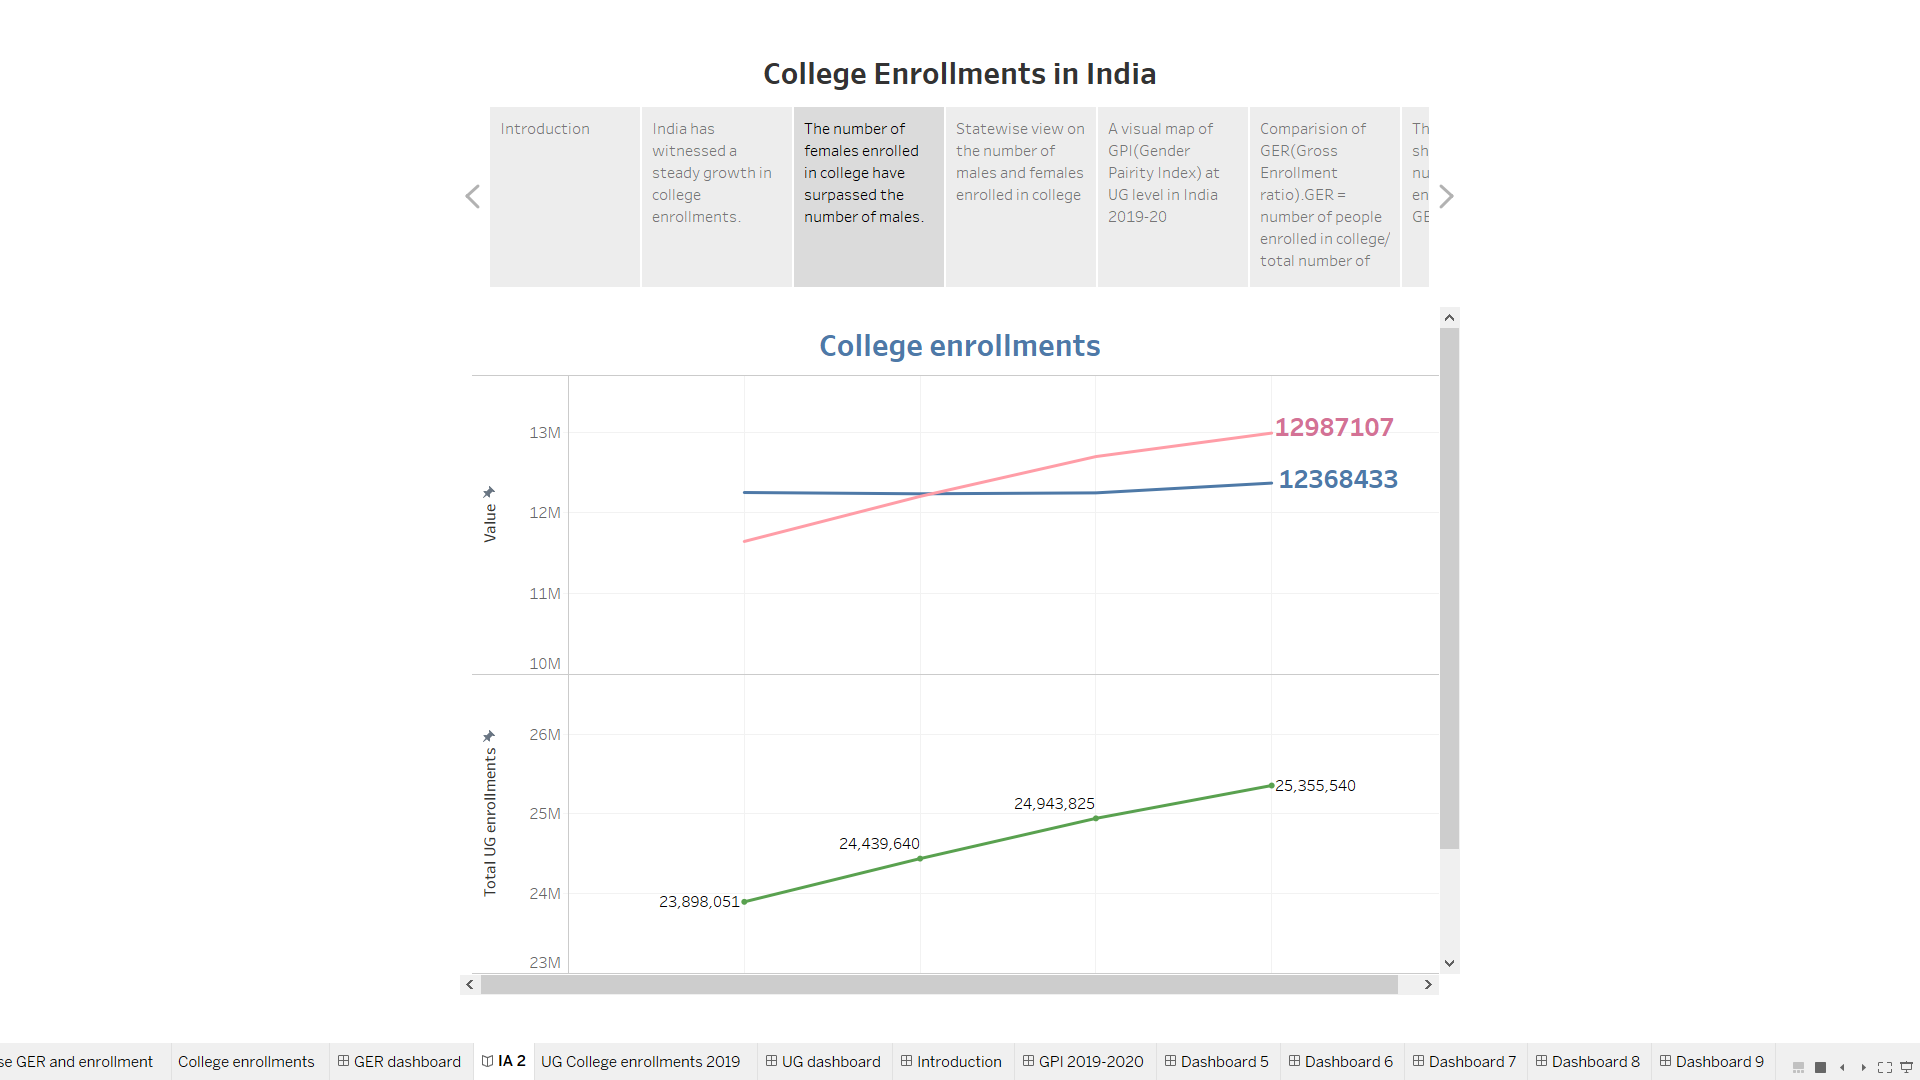 College Enrollments in India
Introduction
India has
witnessed a
steady growth in
college
enrollments.
The number of
females enrolled
in college have
surpassed the
number of males.
Statewise view on
the number of
males and females
enrolled in college
A visual map of
GPI(Gender
Pairity Index) at
UG level in India
2019-20
Comparision of
GER(Gross
Enrollment
ratio).GER =
number of people
enrolled in college/
total number of
Th
sh
nu
en
GE
College enrollments
Value
13M
12M
11M
10M
12987107
12368433
Total UG enrollments
26M
25M
24M
23M
23,898,051
24,439,640
24,943,825
25,355,540
se GER and enrollment
College enrollments
GER dashboard
IA 2
UG College enrollments 2019
UG dashboard
Introduction
GPI 2019-2020
Dashboard 5
Dashboard 6
Dashboard 7
Dashboard 8
Dashboard 9